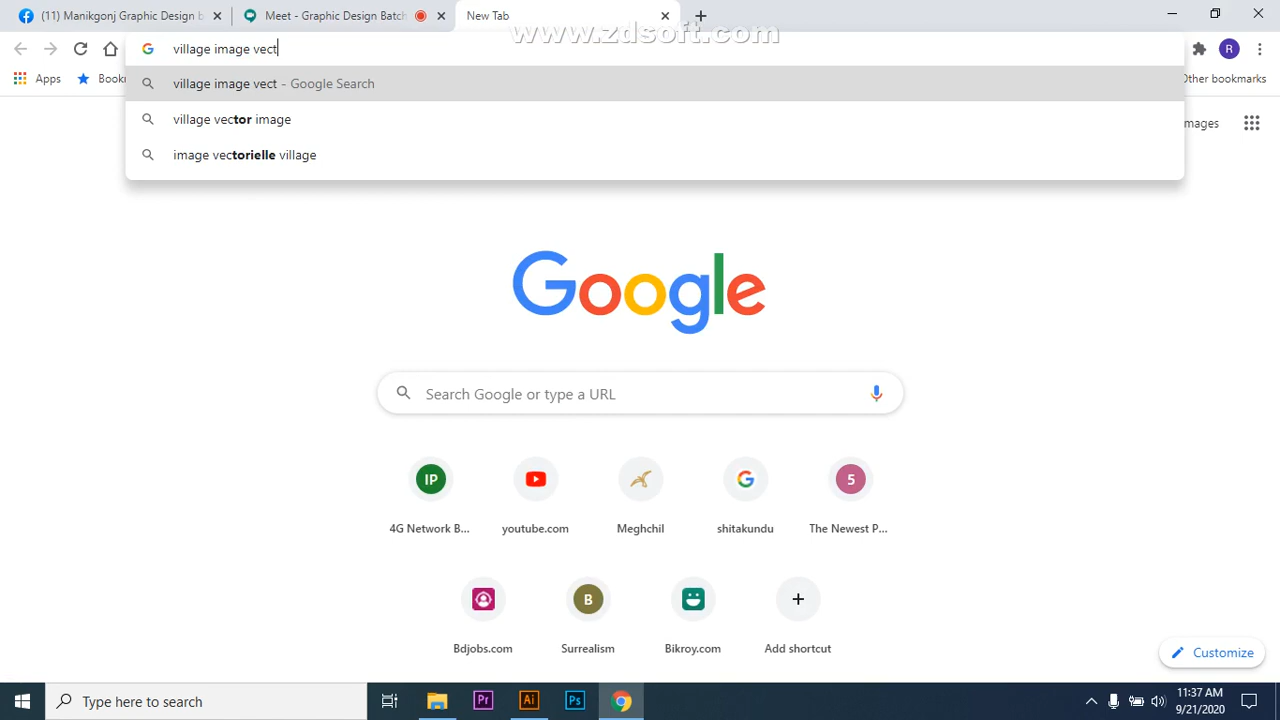 (11) Manikgonj Graphic Design b
Meet - Graphic Design Batch
New Tab
www.zdsoft.com
village image vect
R
Apps
Book
Other bookmarks
village image vect - Google Search
village vector image
image vectorielle village
mages
Google
Search Google or type a URL
IP
5
4G Network B...
youtube.com
Meghchil
shitakundu
The Newest P...
B
Bdjobs.com
Surrealism
Bikroy.com
Add shortcut
Customize
Type here to search
Pr
Ai
Ps
11:37 AM
9/21/2020